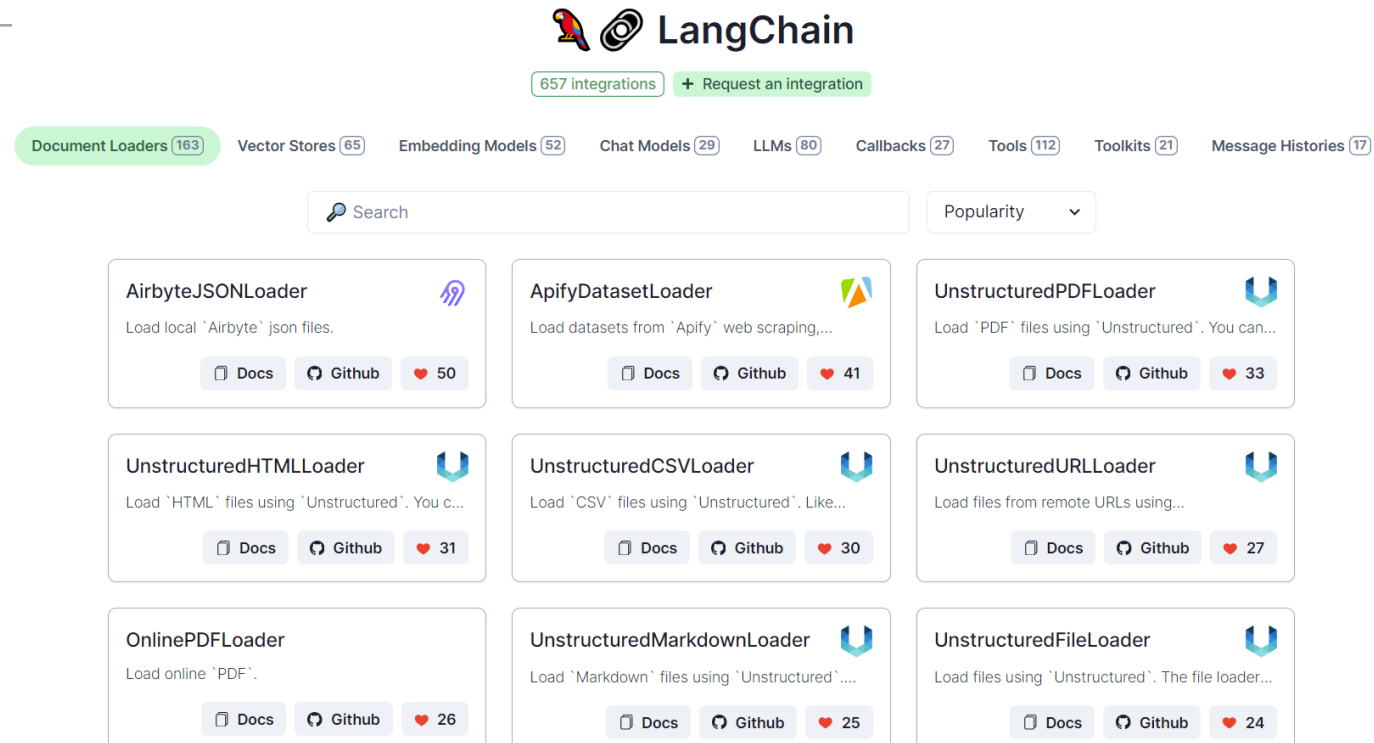 LangChain
657 integrations + Request an integration
Document Loaders 163 Vector Stores 65 Embedding Models 52 Chat Models 29 LLMs 80 Callbacks 27 Tools 112 Toolkits 21 Message Histories 17
Search Popularity
AirbyteJSONLoader
Load local `Airbyte` json files.
Docs Github 50
ApifyDatasetLoader
Load datasets from `Apify` web scraping,...
Docs Github 41
UnstructuredPDFLoader
Load `PDF` files using `Unstructured`. You can...
Docs Github 33
UnstructuredHTMLLoader
Load `HTML` files using `Unstructured`. You c...
Docs Github 31
UnstructuredCSVLoader
Load `CSV` files using `Unstructured`. Like...
Docs Github 30
UnstructuredURLLoader
Load files from remote URLs using...
Docs Github 27
OnlinePDFLoader
Load online `PDF`.
Docs Github 26
UnstructuredMarkdownLoader
Load `Markdown` files using `Unstructured`....
Docs Github 25
UnstructuredFileLoader
Load files using `Unstructured`. The file loader...
Docs Github 24